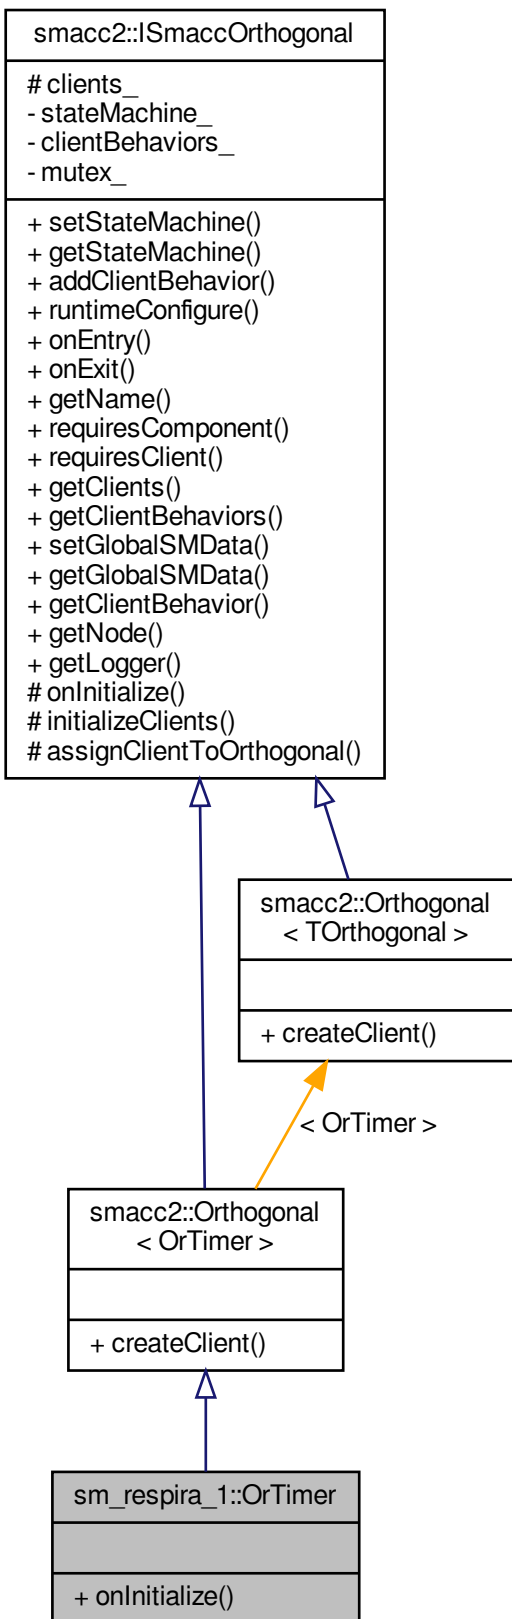 smacc2::ISmaccOrthogonal
# clients_
- stateMachine_
- clientBehaviors_
- mutex_
+ setStateMachine()
+ getStateMachine()
+ addClientBehavior()
+ runtimeConfigure()
+ onEntry()
+ onExit()
+ getName()
+ requiresComponent()
+ requiresClient()
+ getClients()
+ getClientBehaviors()
+ setGlobalSMData()
+ getGlobalSMData()
+ getClientBehavior()
+ getNode()
+ getLogger()
# onInitialize()
# initializeClients()
# assignClientToOrthogonal()
smacc2::Orthogonal
< TOrthogonal >
+ createClient()
< OrTimer >
smacc2::Orthogonal
< OrTimer >
+ createClient()
sm_respira_1::OrTimer
+ onInitialize()